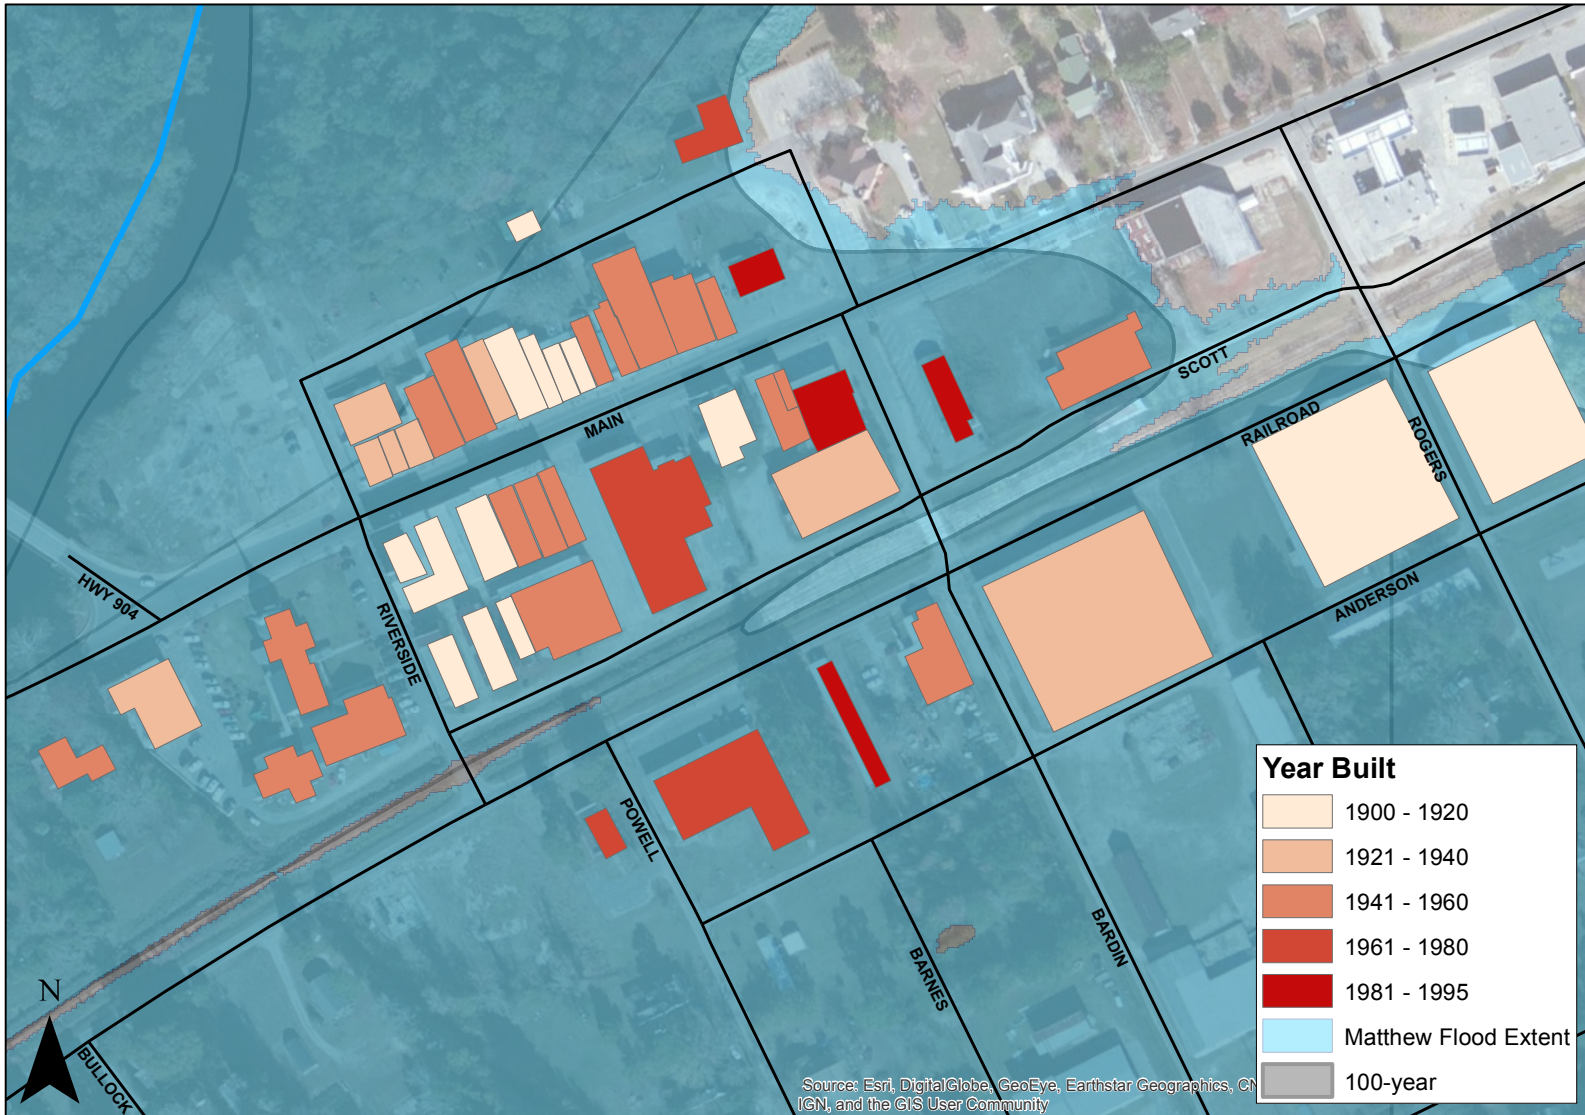 MAIN
SCOTT
RAILROAD
ROGERS
HWY 904
RIVERSIDE
ANDERSON
POWELL
BARNES
BARDIN
BULLOCK
N
Year Built
1900 - 1920
1921 - 1940
1941 - 1960
1961 - 1980
1981 - 1995
Matthew Flood Extent
100-year
Source: Esri, DigitalGlobe, GeoEye, Earthstar Geographics,
IGN, and the GIS User Community